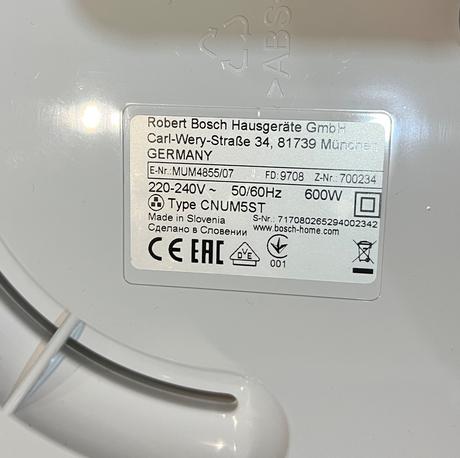 >ABS<
Robert Bosch Hausgeräte GmbH
Carl-Wery-Straße 34, 81739 München
GERMANY
E-Nr.: MUM4855/07 FD: 9708 Z-Nr.: 700234
220-240V ~ 50/60Hz 600W
Type CNUM5ST
Made in Slovenia S-Nr.: 717080265294002342
Сделано в Словении www.bosch-home.com
CE EAC VDE 001